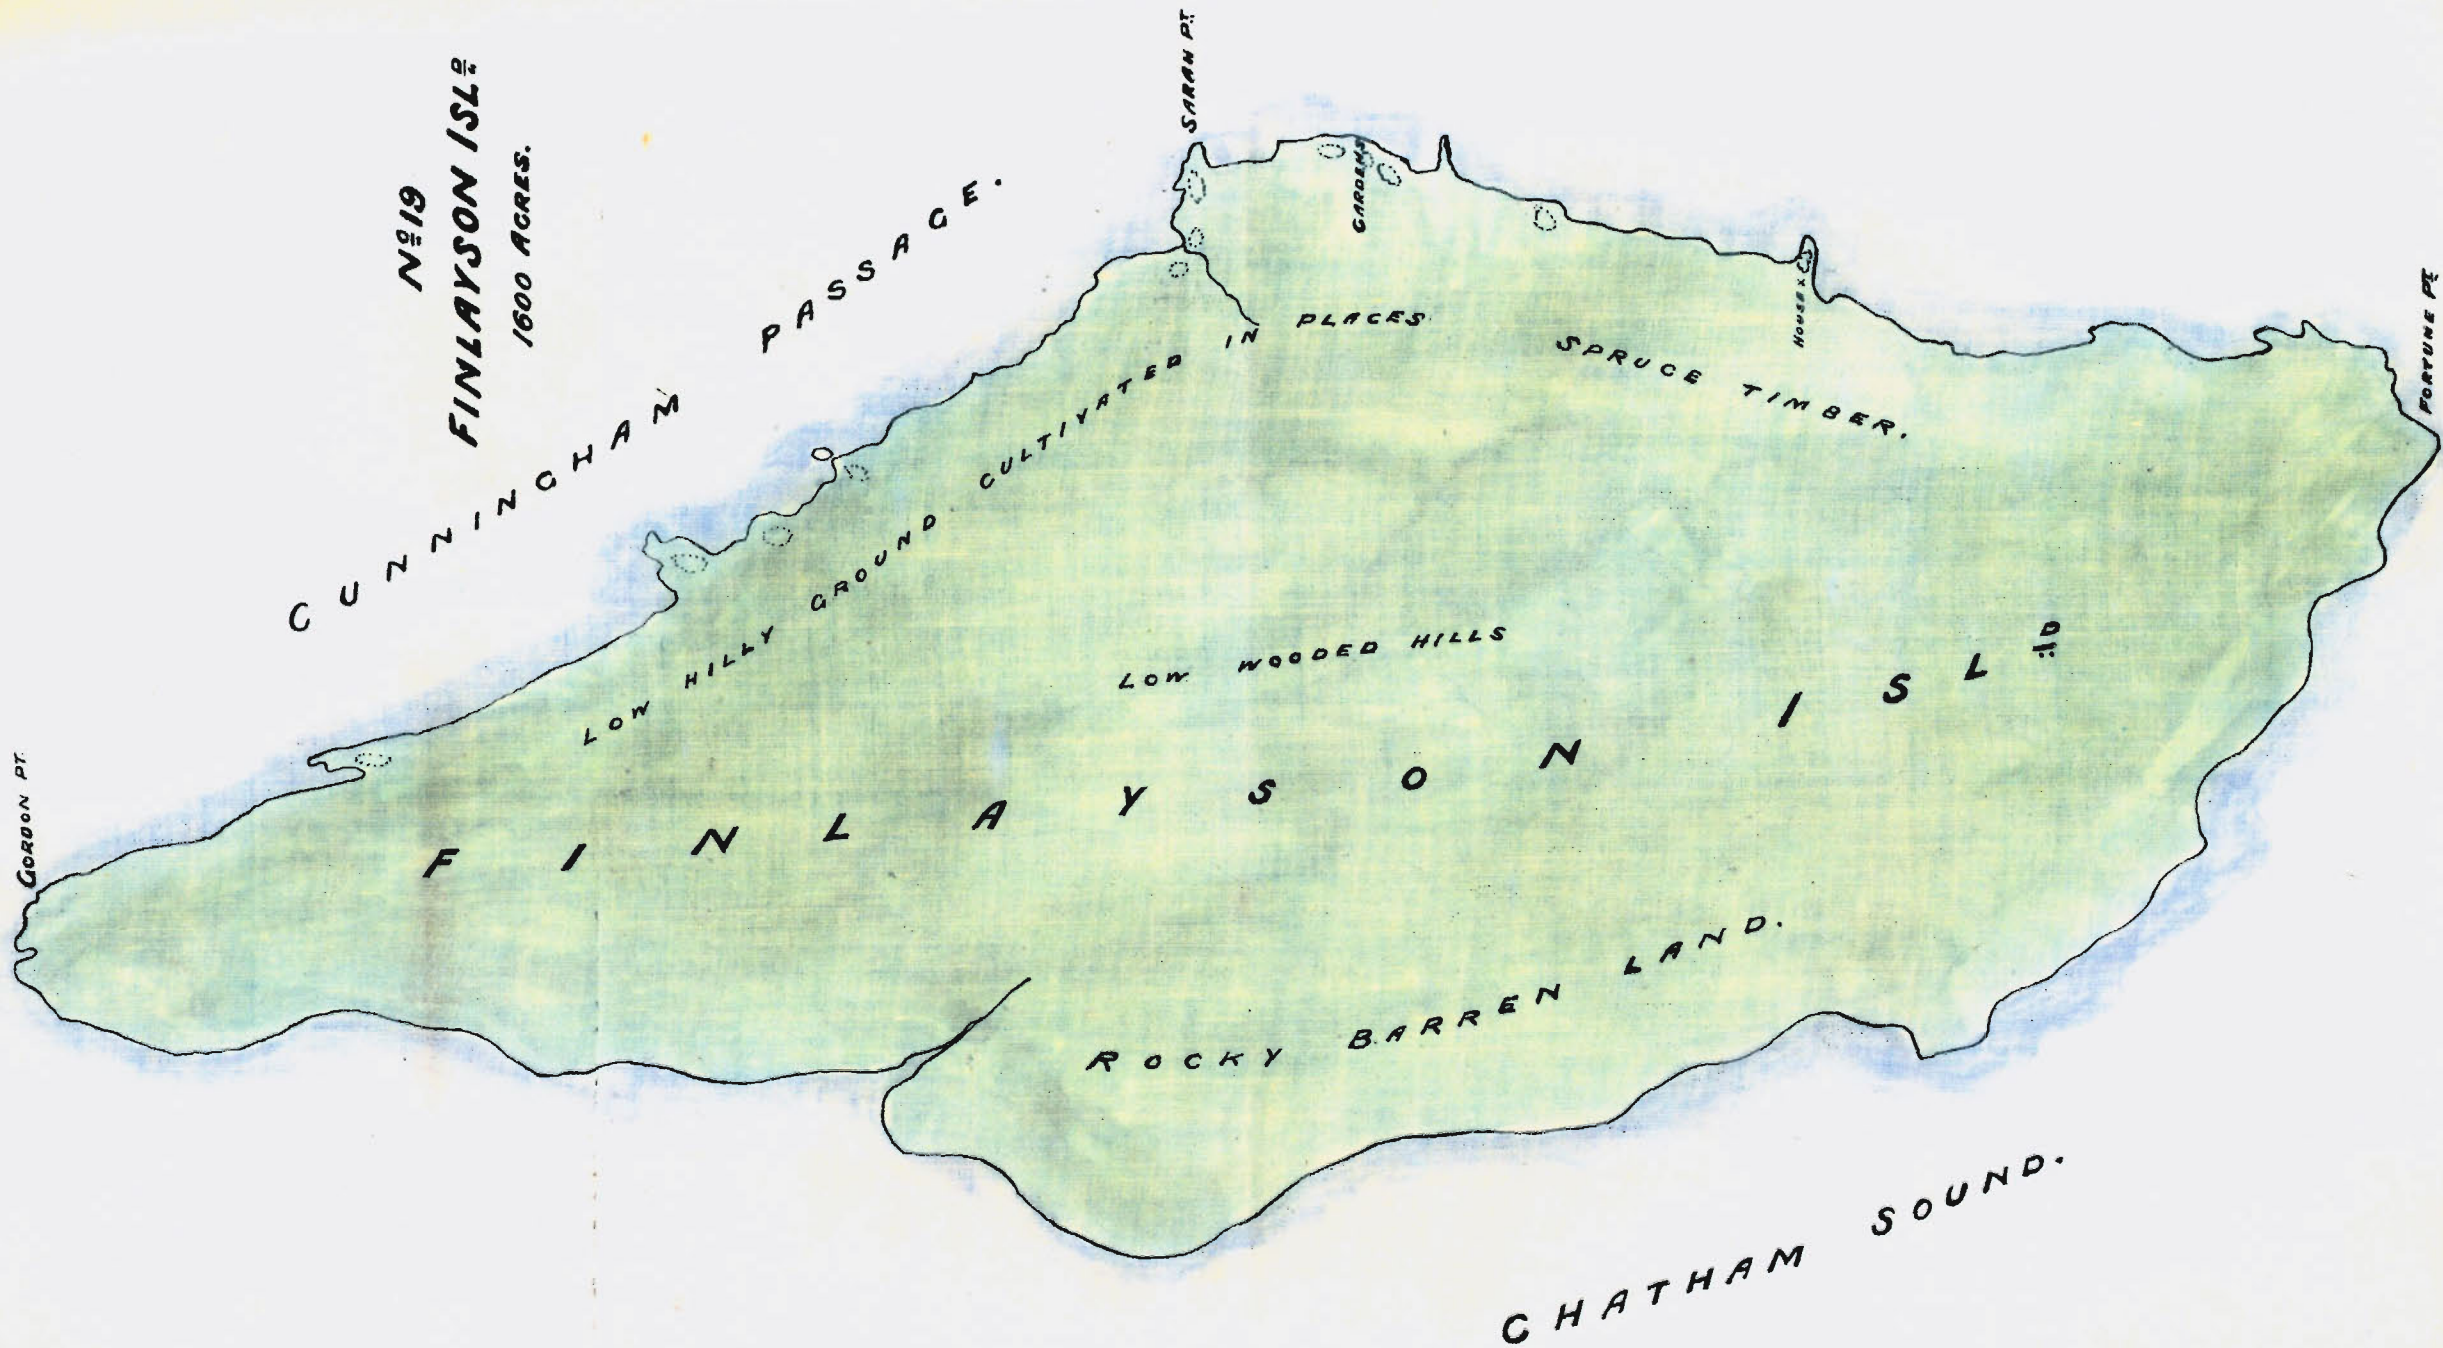 Nº 19
FINLAYSON ISLD.
1600 ACRES.
CUNNINGHAM PASSAGE.
SARAH PT.
GARDENS
HOUSE X
FORTUNE PT.
LOW HILLY GROUND CULTIVATED IN PLACES
SPRUCE TIMBER.
LOW WOODED HILLS
GORDON PT.
FINLAYSON ISLD.
ROCKY BARREN LAND.
CHATHAM SOUND.